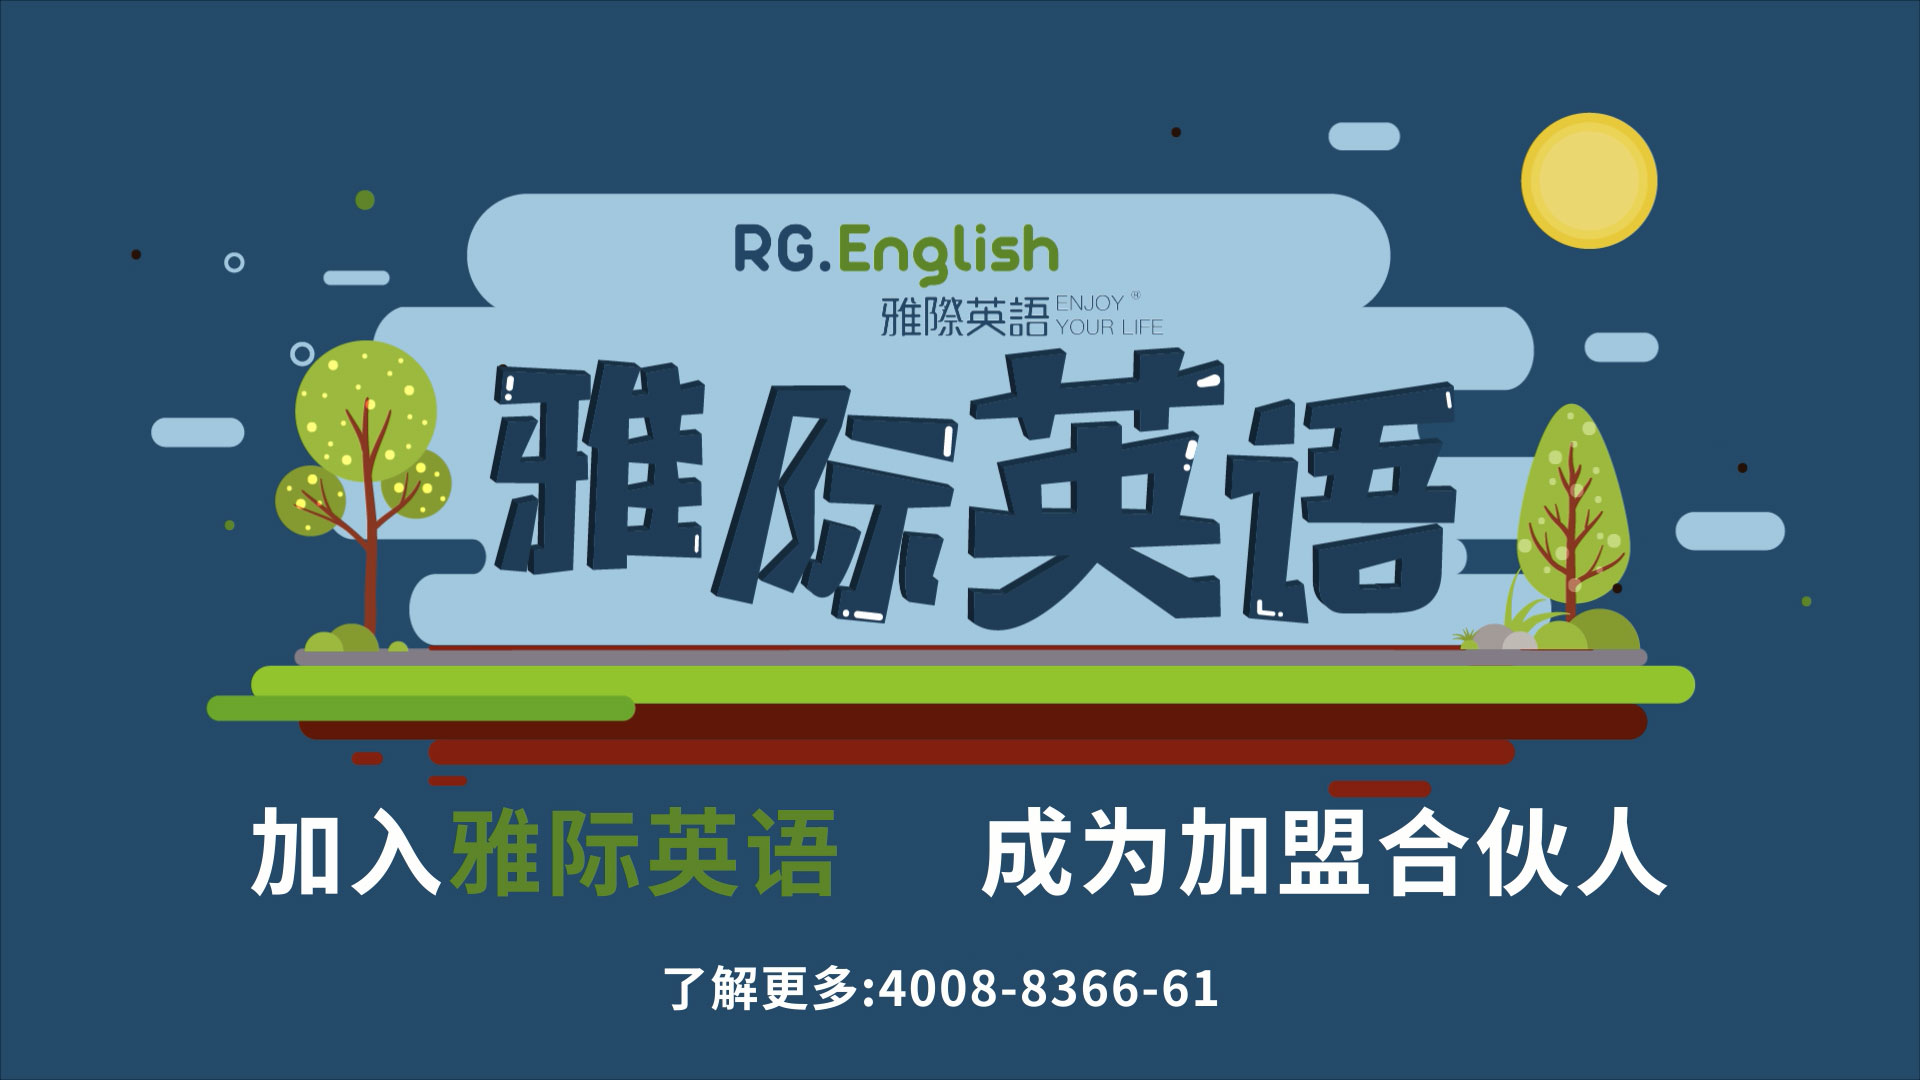 RG.English
雅際英語 ENJOY ®
YOUR LIFE
雅际英语
加入雅际英语 成为加盟合伙人
了解更多:4008-8366-61